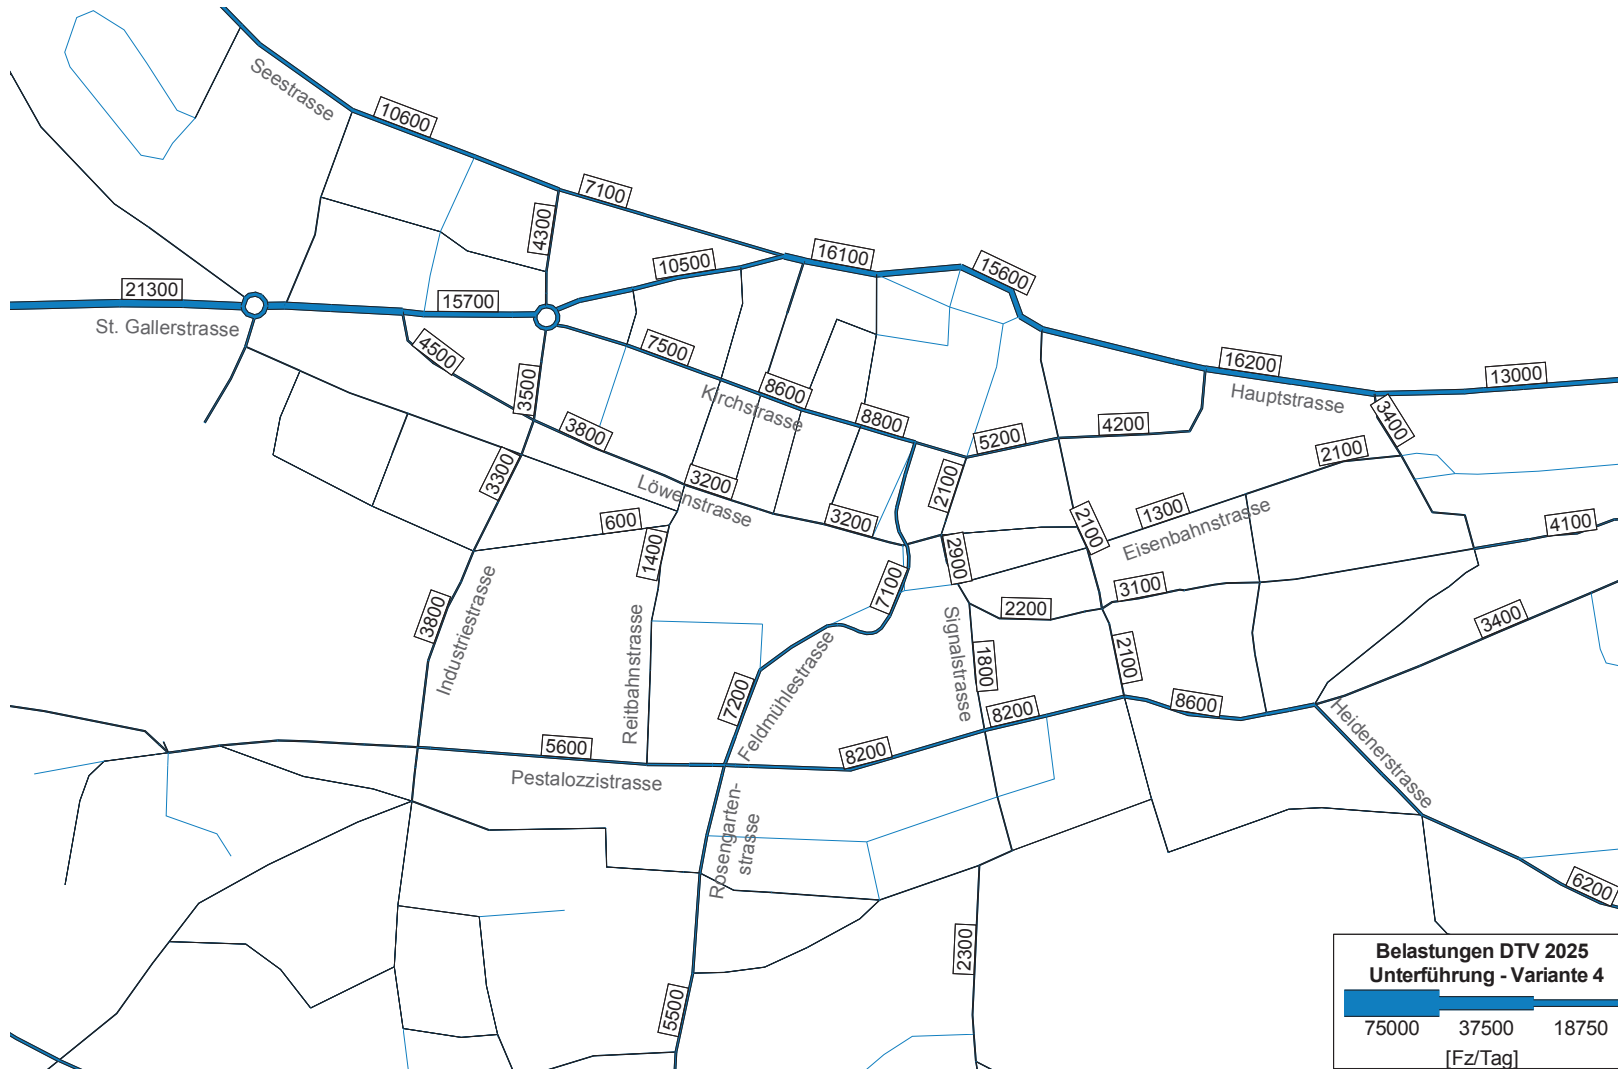 Seestrasse
10600
7100
4300
10500
16100
15600
21300
St. Gallerstrasse
15700
4500
3500
7500
8600
Kirchstrasse
8800
5200
4200
16200
Hauptstrasse
13000
3400
3800
3300
3200
Löwenstrasse
3200
2100
2100
1300
Eisenbahnstrasse
2100
4100
600
1400
2900
7100
2200
3100
3400
3800
Industriestrasse
Reitbahnstrasse
7200
Feldmühlestrasse
Signalstrasse
1800
2100
8200
8600
Heidenerstrasse
5600
Pestalozzistrasse
8200
Rosengarten-
strasse
6200
2300
5500
Belastungen DTV 2025
Unterführung - Variante 4
75000 37500 18750
[Fz/Tag]